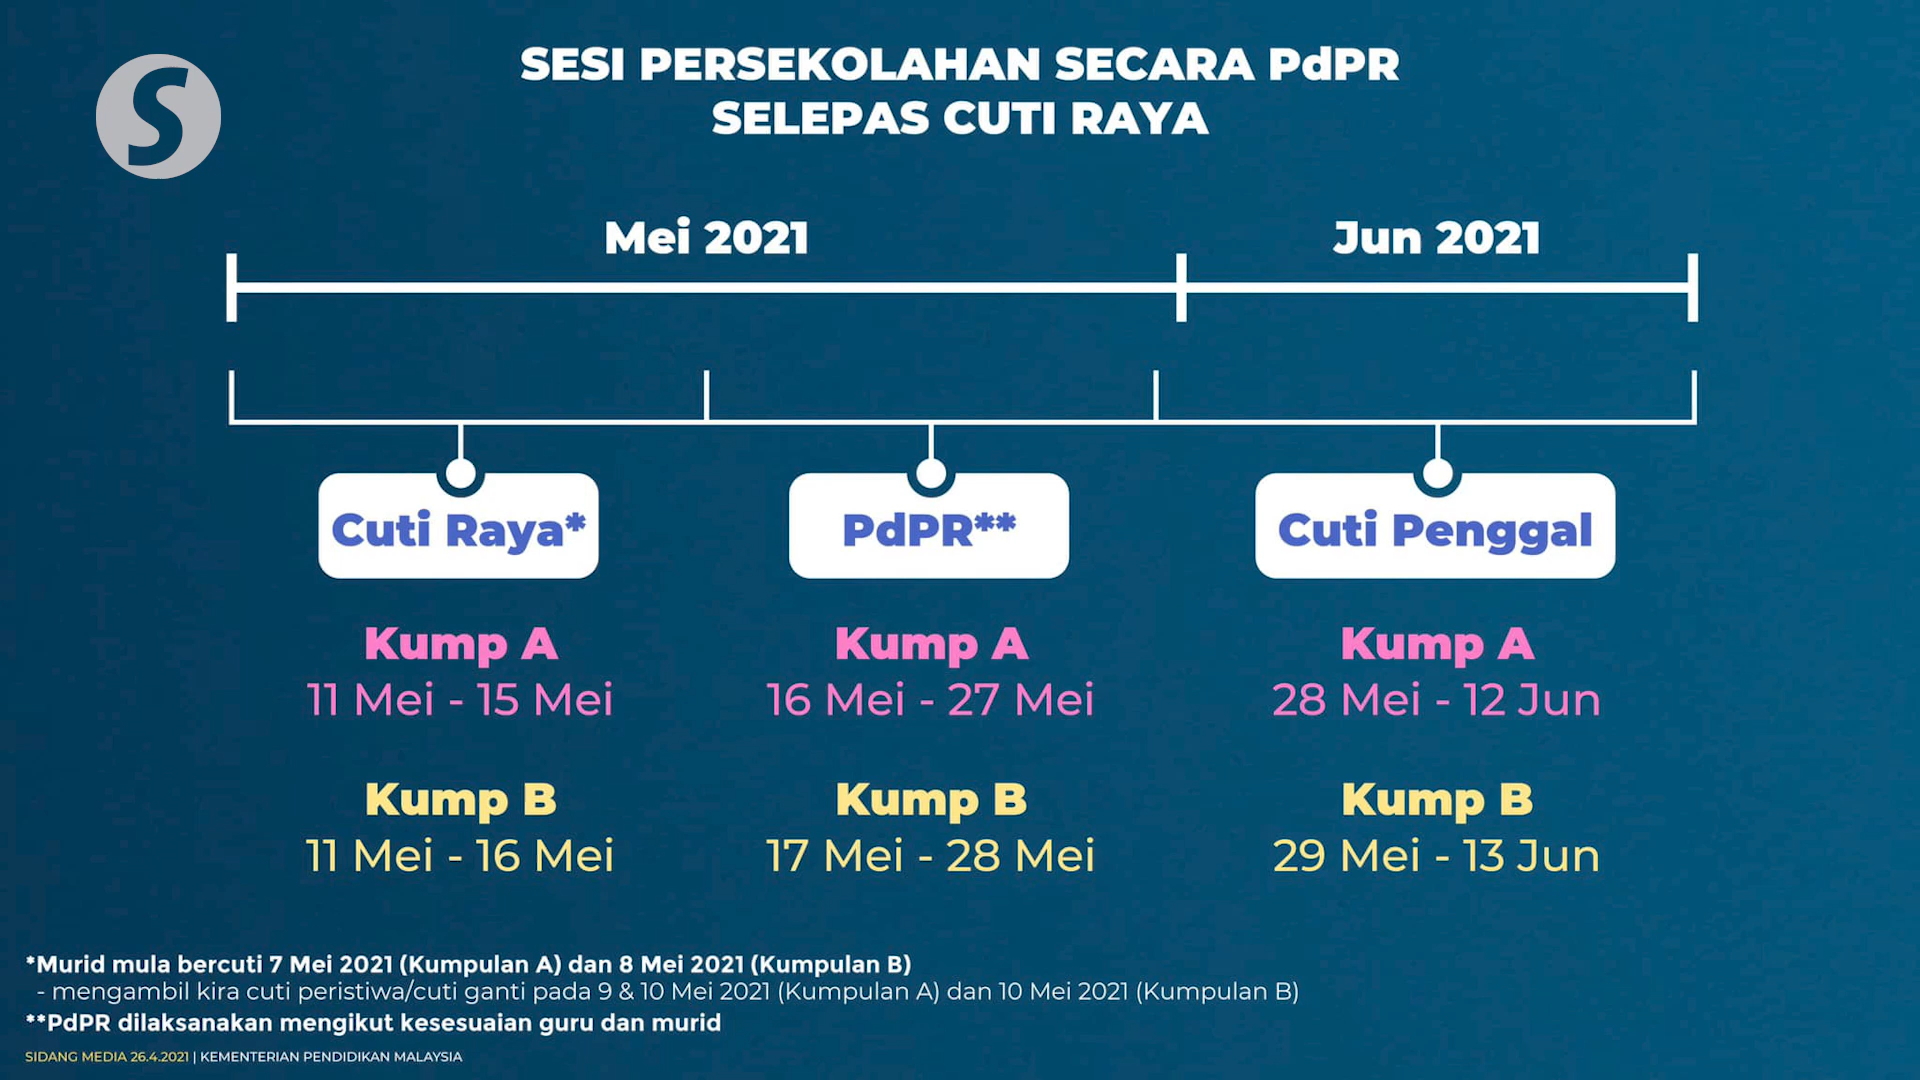 S
SESI PERSEKOLAHAN SECARA PdPR
SELEPAS CUTI RAYA
Mei 2021
Jun 2021
Cuti Raya*
PdPR**
Cuti Penggal
Kump A
11 Mei - 15 Mei
Kump A
16 Mei - 27 Mei
Kump A
28 Mei - 12 Jun
Kump B
11 Mei - 16 Mei
Kump B
17 Mei - 28 Mei
Kump B
29 Mei - 13 Jun
*Murid mula bercuti 7 Mei 2021 (Kumpulan A) dan 8 Mei 2021 (Kumpulan B)
- mengambil kira cuti peristiwa/cuti ganti pada 9 & 10 Mei 2021 (Kumpulan A) dan 10 Mei 2021 (Kumpulan B)
**PdPR dilaksanakan mengikut kesesuaian guru dan murid
SIDANG MEDIA 26.4.2021 | KEMENTERIAN PENDIDIKAN MALAYSIA